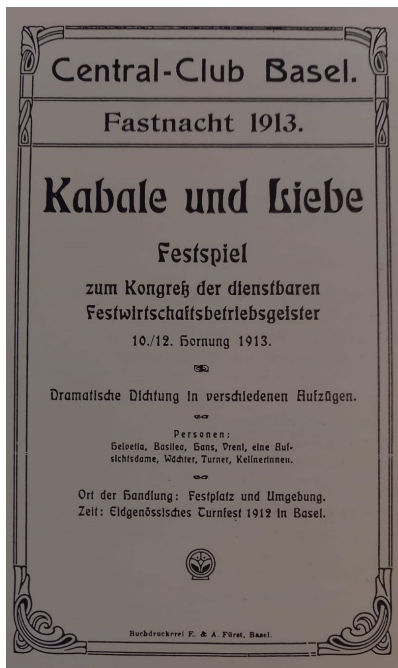 Central-Club Basel.
Fastnacht 1913.
Kabale und Liebe
Festspiel
zum Kongreß der dienstbaren
Festwirtschaftsbetriebsgeister
10./12. Hornung 1913.
Dramatische Dichtung in verschiedenen Aufzügen.
Personen:
Helvetia, Basilea, Hans, Vreni, eine Auf-
sichtsdame, Wächter, Turner, Kellnerinnen.
Ort der Handlung: Festplatz und Umgebung.
Zeit: Eidgenössisches Turnfest 1912 in Basel.
Buchdruckerei E. & A. Fürst, Basel.